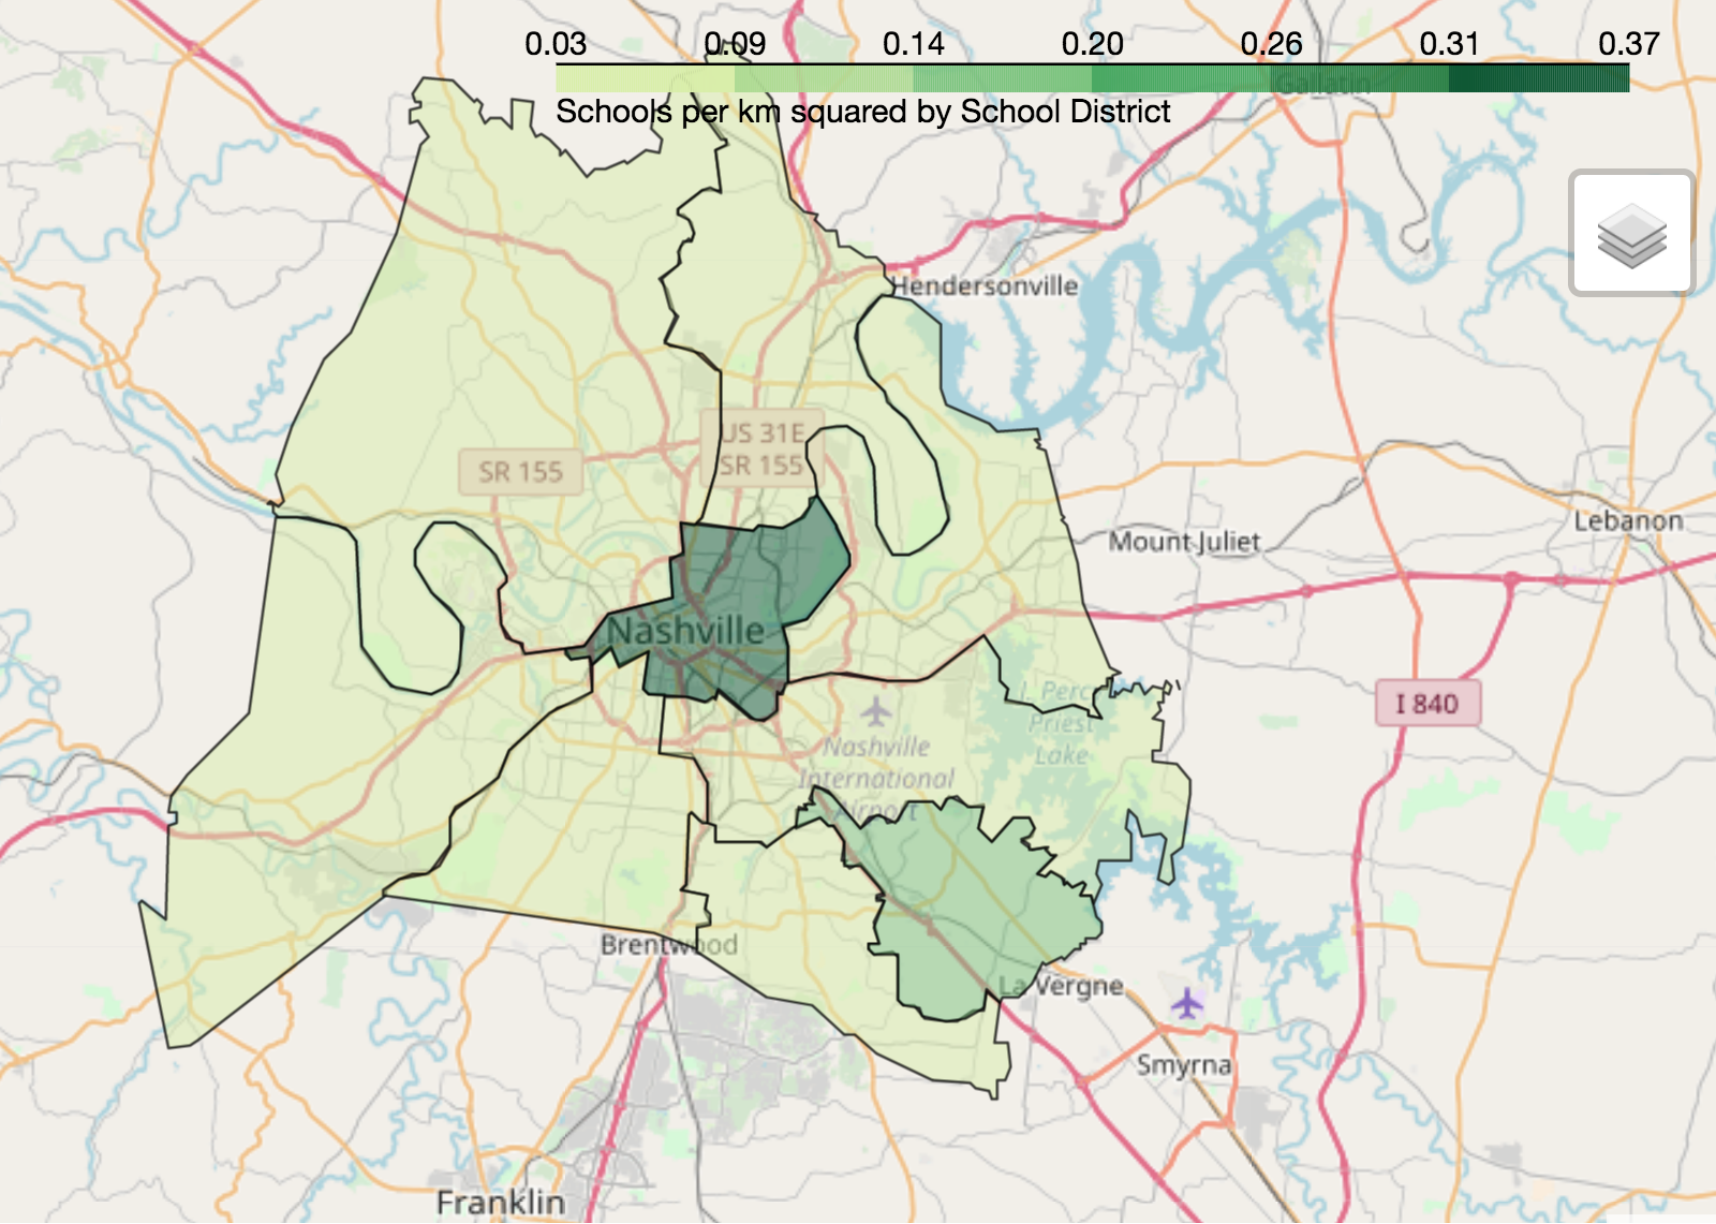 0.03 0.09 0.14 0.20 0.26 0.31 0.37
Gallatin
Schools per km squared by School District
Hendersonville
US 31E
SR 155
SR 155
Lebanon
Mount Juliet
Nashville
J. Percy
Priest
Lake
I 840
Nashville
International
Airport
Brentwood
La Vergne
Smyrna
Franklin